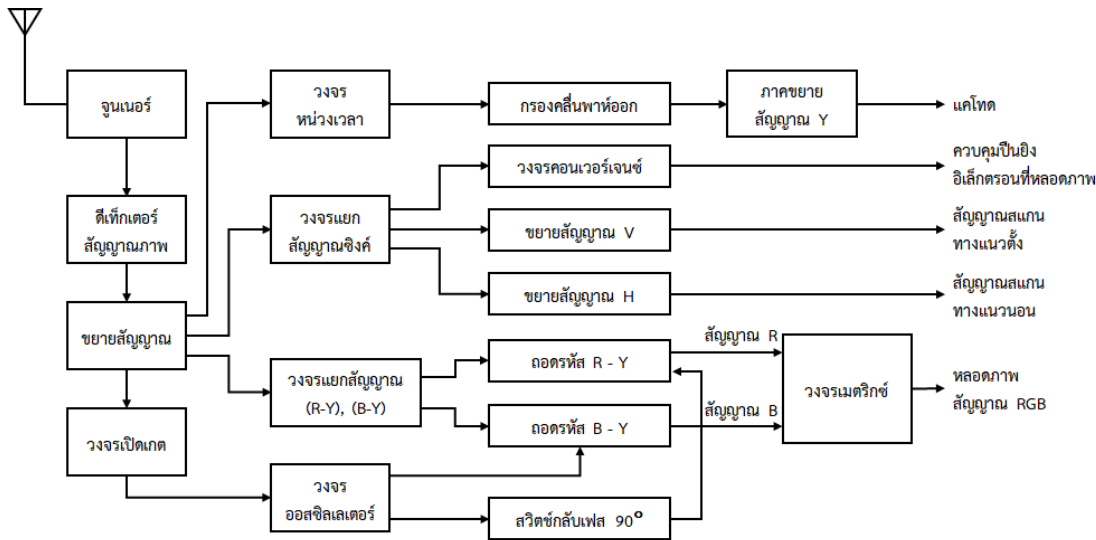 จูนเนอร์
วงจร
หน่วงเวลา
กรองคลื่นพาห์ออก
ภาคขยาย
สัญญาณ Y
แคโทด
วงจรคอนเวอร์เจนซ์
ควบคุมปืนยิง
อิเล็กตรอนที่หลอดภาพ
ดีเท็กเตอร์
สัญญาณภาพ
วงจรแยก
สัญญาณซิงค์
ขยายสัญญาณ V
สัญญาณสแกน
ทางแนวตั้ง
ขยายสัญญาณ H
สัญญาณสแกน
ทางแนวนอน
ขยายสัญญาณ
วงจรแยกสัญญาณ
(R-Y), (B-Y)
ถอดรหัส R - Y
สัญญาณ R
วงจรเมตริกซ์
หลอดภาพ
สัญญาณ RGB
สัญญาณ B
ถอดรหัส B - Y
วงจรเปิดเกต
วงจร
ออสซิลเลเตอร์
สวิตช์กลับเฟส 90°